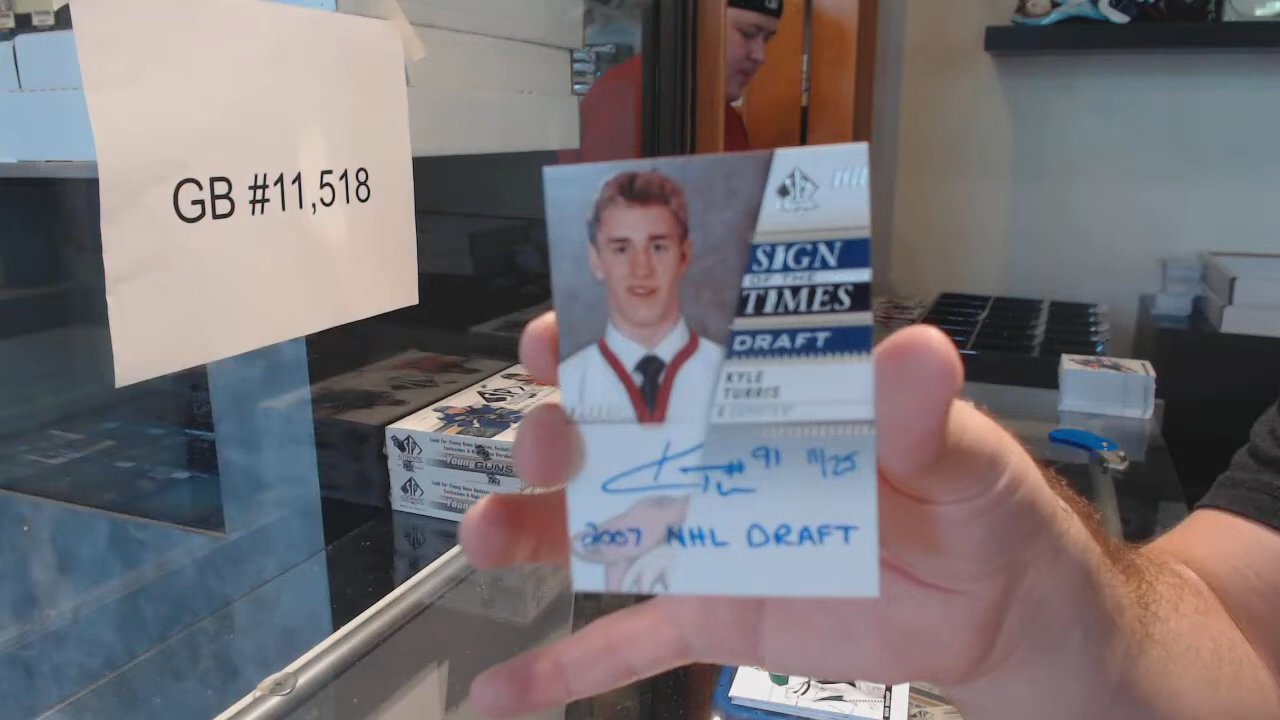 GB #11,518
SIGN
OF THE
TIMES
DRAFT
KYLE
TURRIS
#91 11/25
2007 NHL DRAFT
Young GUNS